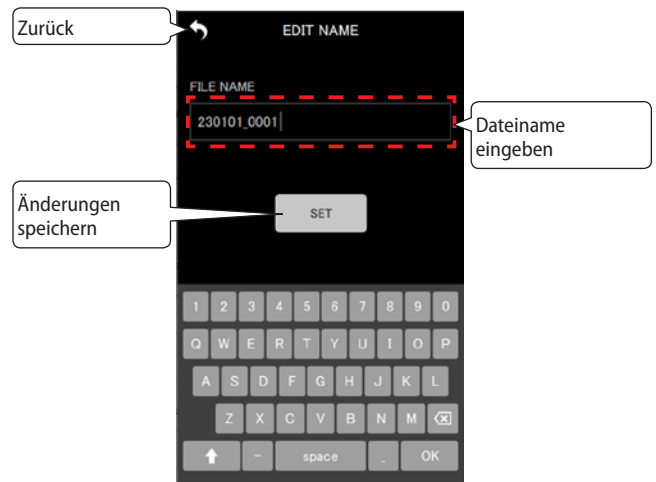 Zurück
EDIT NAME
FILE NAME
230101_0001
Dateiname
eingeben
Änderungen
speichern
SET
1 2 3 4 5 6 7 8 9 0
Q W E R T Y U I O P
A S D F G H J K L
Z X C V B N M
- space _ OK